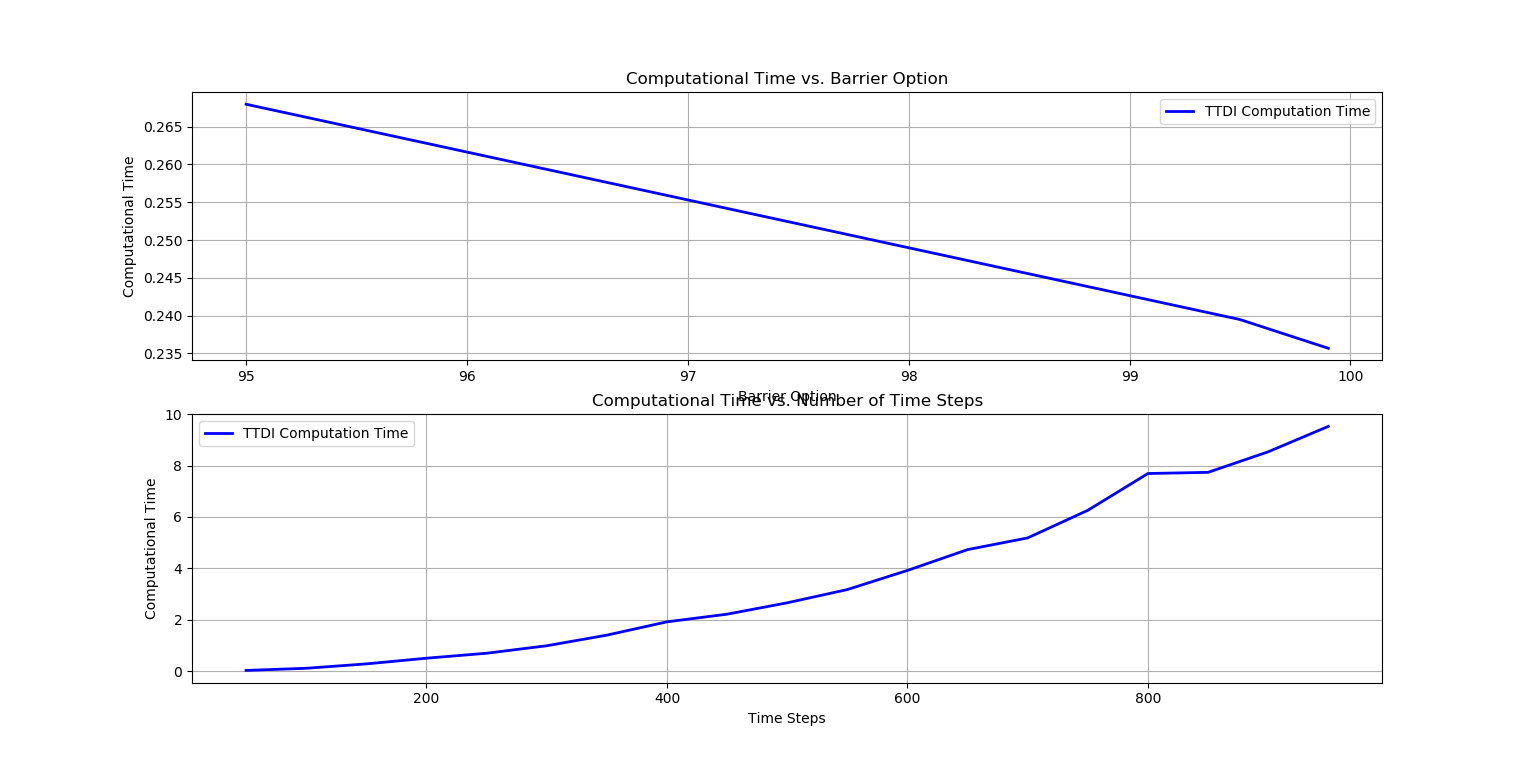 Computational Time vs. Barrier Option
TTDI Computation Time
Computational Time
0.265
0.260
0.255
0.250
0.245
0.240
0.235
95 96 97 98 99 100
Barrier Option
Computational Time vs. Number of Time Steps
TTDI Computation Time
Computational Time
10
8
6
4
2
0
200 400 600 800
Time Steps